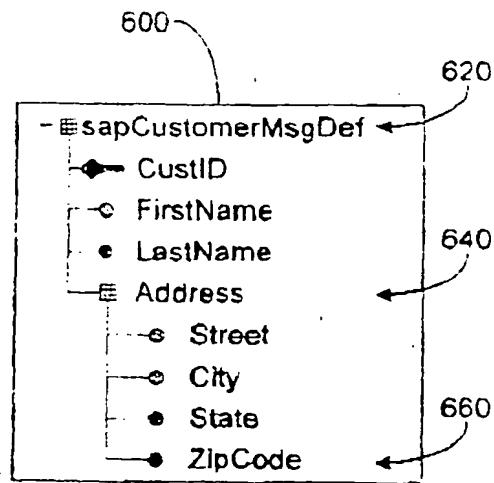 600
620
sapCustomerMsgDef
CustID
FirstName
LastName
640
Address
Street
City
State
660
ZipCode